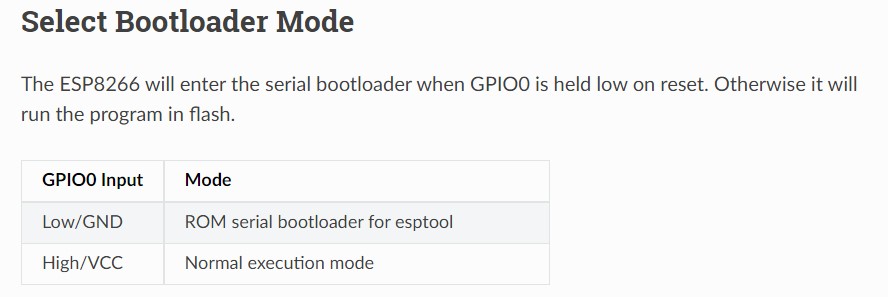 Select Bootloader Mode
The ESP8266 will enter the serial bootloader when GPIO0 is held low on reset. Otherwise it will
run the program in flash.
GPIO0 Input Mode
Low/GND ROM serial bootloader for esptool
High/VCC Normal execution mode